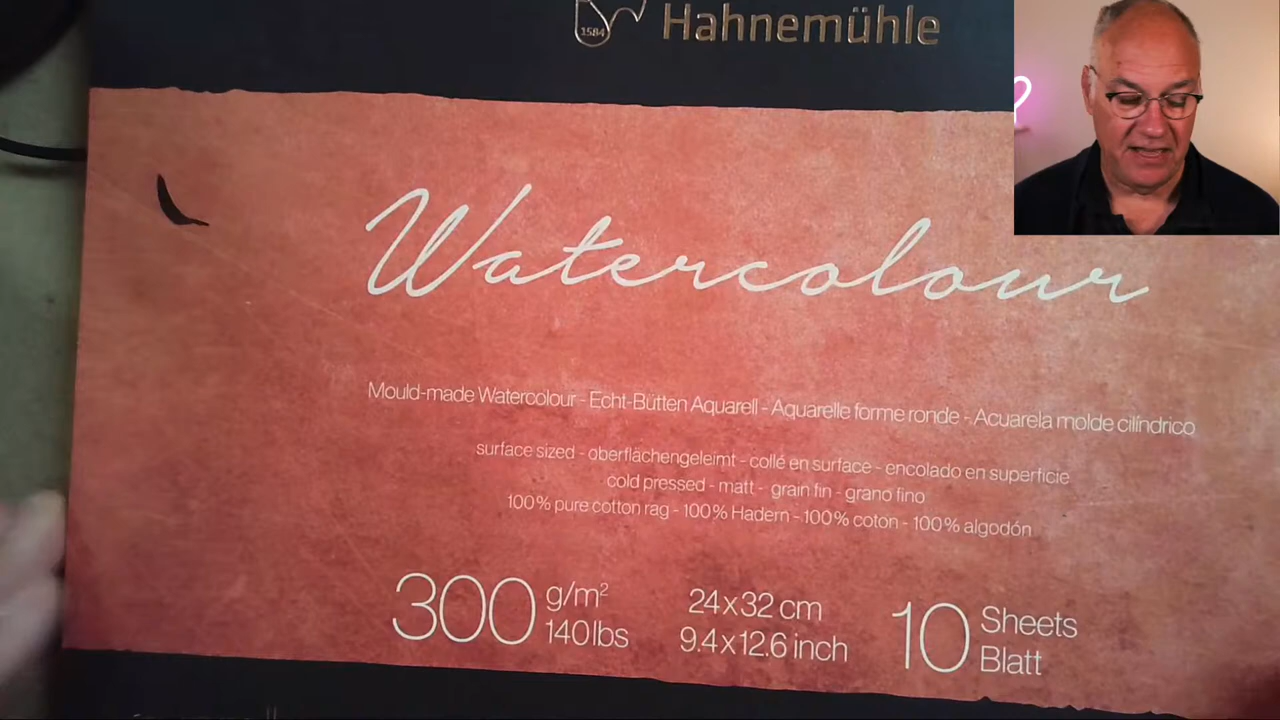 1584
Hahnemühle
Watercolour
Mould-made Watercolour - Echt-Bütten Aquarell - Aquarelle forme ronde - Acuarela molde cilíndrico
surface sized - oberflächengeleimt - collé en surface - encolado en superficie
cold pressed - matt - grain fin - grano fino
100% pure cotton rag - 100% Hadern - 100% coton - 100% algodón
300 g/m² 140lbs
24x32 cm
9.4x12.6 inch
10 Sheets Blatt